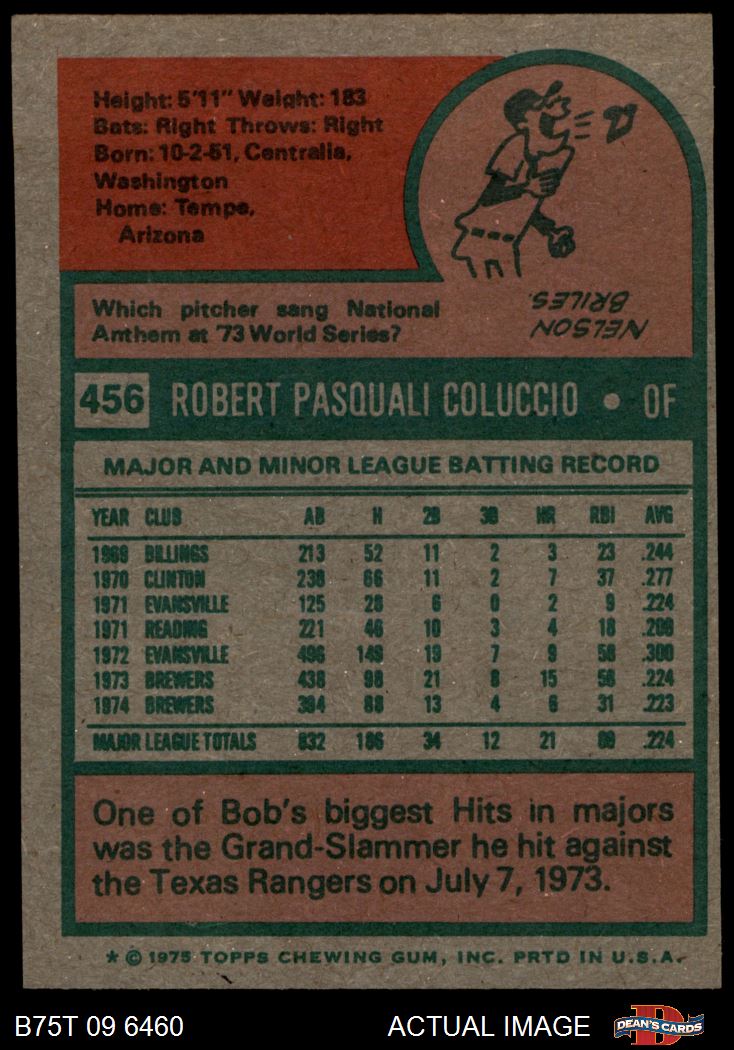 Height: 5'11" Weight: 183
Bats: Right Throws: Right
Born: 10-2-51, Centralia,
Washington
Home: Tempe,
Arizona
Which pitcher sang National
Anthem at '73 World Series?
NELSON
BRILES.
456 ROBERT PASQUALI COLUCCIO • OF
MAJOR AND MINOR LEAGUE BATTING RECORD
YEAR CLUB AB H 2B 3B HR RBI AVG
1969 BILLINGS 213 52 11 2 3 23 .244
1970 CLINTON 238 66 11 2 7 37 .277
1971 EVANSVILLE 125 28 6 0 2 9 .224
1971 READING 221 46 10 3 4 18 .208
1972 EVANSVILLE 496 149 19 7 9 58 .300
1973 BREWERS 438 98 21 8 15 58 .224
1974 BREWERS 394 88 13 4 6 31 .223
MAJOR LEAGUE TOTALS 832 186 34 12 21 89 .224
One of Bob's biggest Hits in majors
was the Grand-Slammer he hit against
the Texas Rangers on July 7, 1973.
* © 1975 TOPPS CHEWING GUM, INC. PRTD IN U.S.A.
B75T 09 6460 ACTUAL IMAGE DEAN'S CARDS